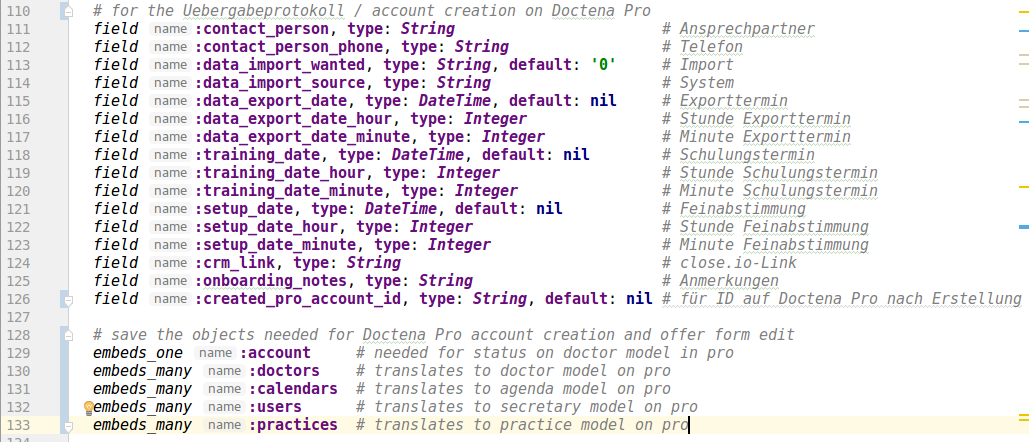 110 # for the Uebergabeprotokoll / account creation on Doctena Pro
111 field name :contact_person, type: String # Ansprechpartner
112 field name :contact_person_phone, type: String # Telefon
113 field name :data_import_wanted, type: String, default: '0' # Import
114 field name :data_import_source, type: String # System
115 field name :data_export_date, type: DateTime, default: nil # Exporttermin
116 field name :data_export_date_hour, type: Integer # Stunde Exporttermin
117 field name :data_export_date_minute, type: Integer # Minute Exporttermin
118 field name :training_date, type: DateTime, default: nil # Schulungstermin
119 field name :training_date_hour, type: Integer # Stunde Schulungstermin
120 field name :training_date_minute, type: Integer # Minute Schulungstermin
121 field name :setup_date, type: DateTime, default: nil # Feinabstimmung
122 field name :setup_date_hour, type: Integer # Stunde Feinabstimmung
123 field name :setup_date_minute, type: Integer # Minute Feinabstimmung
124 field name :crm_link, type: String # close.io-Link
125 field name :onboarding_notes, type: String # Anmerkungen
126 field name :created_pro_account_id, type: String, default: nil # für ID auf Doctena Pro nach Erstellung
127
128 # save the objects needed for Doctena Pro account creation and offer form edit
129 embeds_one name :account # needed for status on doctor model in pro
130 embeds_many name :doctors # translates to doctor model on pro
131 embeds_many name :calendars # translates to agenda model on pro
132 embeds_many name :users # translates to secretary model on pro
133 embeds_many name :practices # translates to practice model on pro